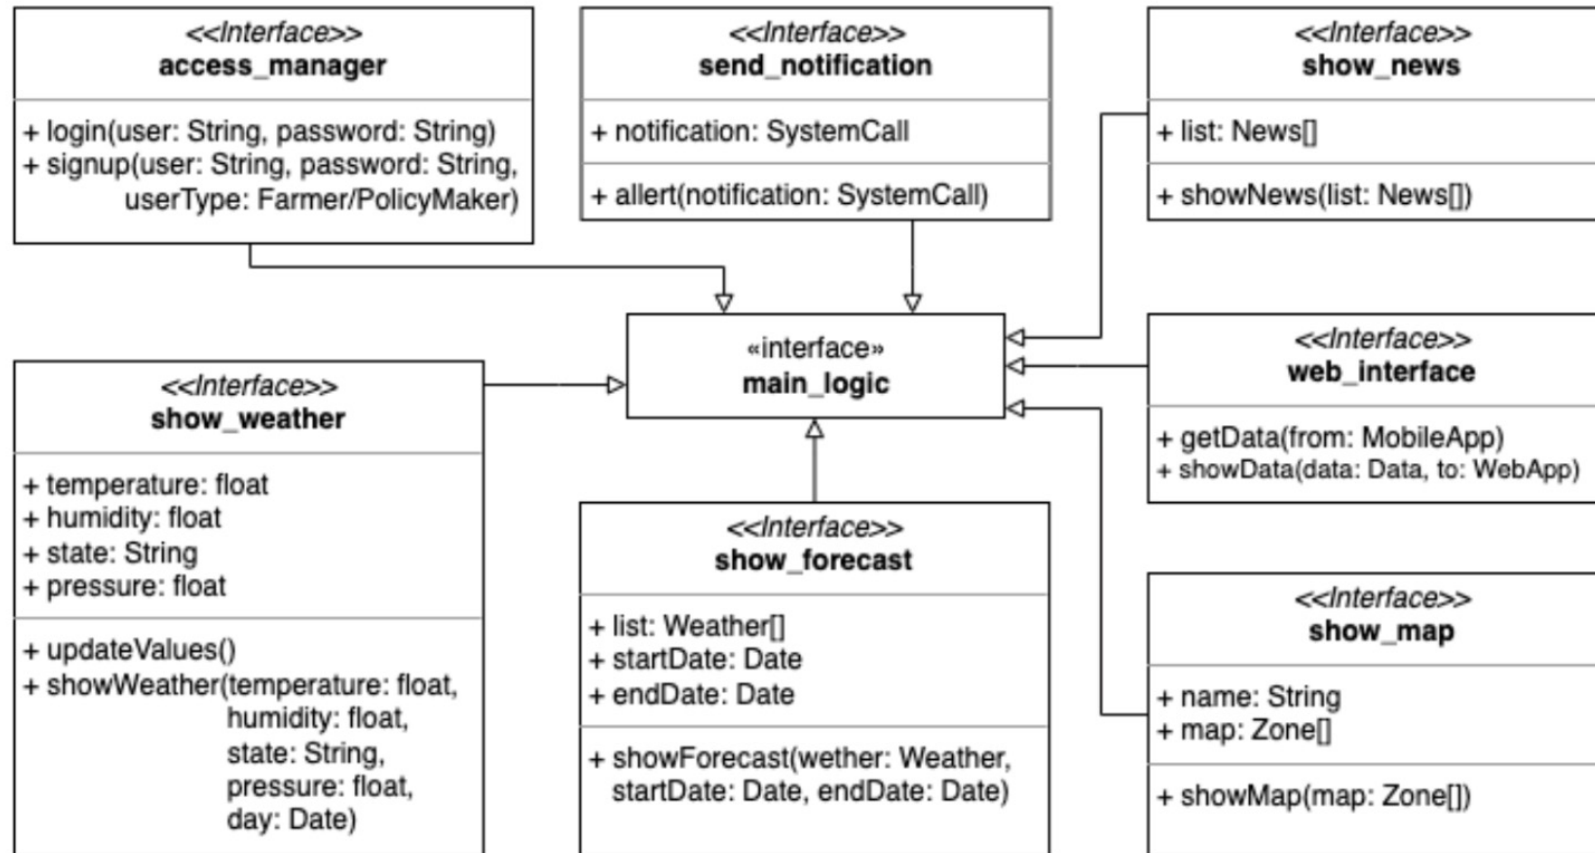 <<Interface>>
access_manager
+ login(user: String, password: String)
+ signup(user: String, password: String,
userType: Farmer/PolicyMaker)
<<Interface>>
send_notification
+ notification: SystemCall
+ allert(notification: SystemCall)
<<Interface>>
show_news
+ list: News[]
+ showNews(list: News[])
«interface»
main_logic
<<Interface>>
web_interface
+ getData(from: MobileApp)
+ showData(data: Data, to: WebApp)
<<Interface>>
show_weather
+ temperature: float
+ humidity: float
+ state: String
+ pressure: float
+ updateValues()
+ showWeather(temperature: float,
humidity: float,
state: String,
pressure: float,
day: Date)
<<Interface>>
show_forecast
+ list: Weather[]
+ startDate: Date
+ endDate: Date
+ showForecast(wether: Weather,
startDate: Date, endDate: Date)
<<Interface>>
show_map
+ name: String
+ map: Zone[]
+ showMap(map: Zone[])